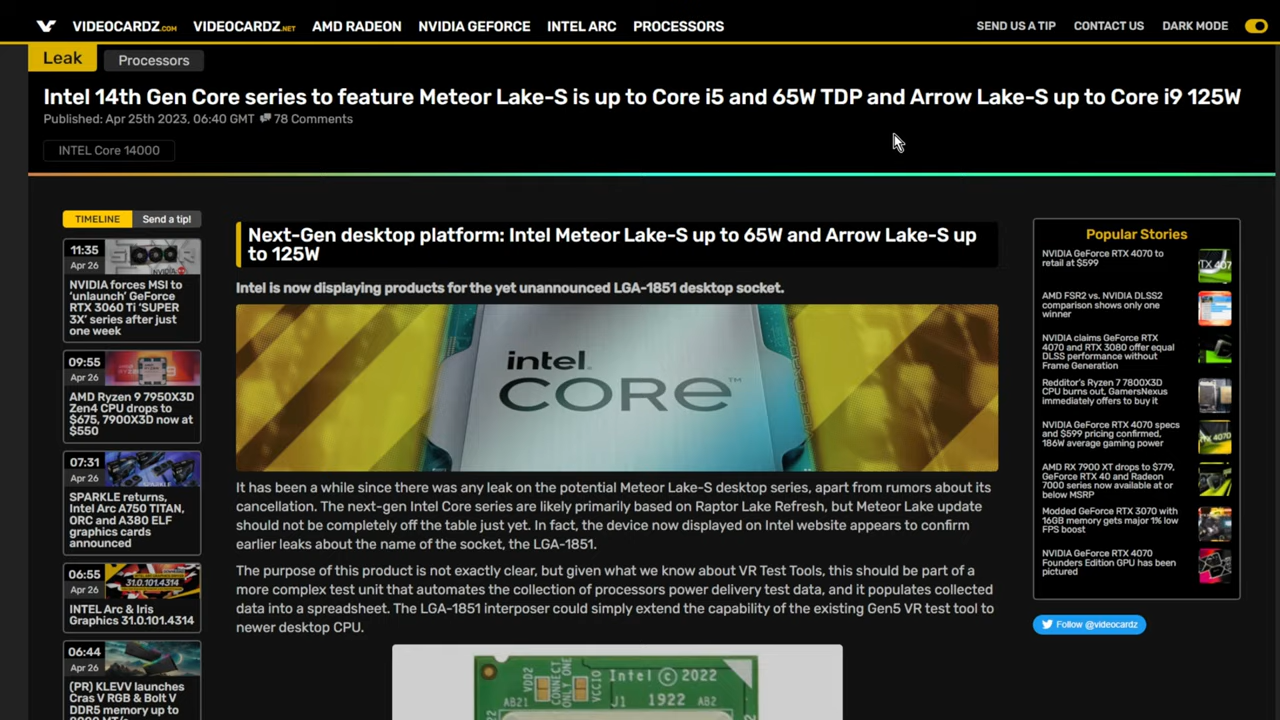 VIDEOCARDZ.COM VIDEOCARDZ.NET AMD RADEON NVIDIA GEFORCE INTEL ARC PROCESSORS SEND US A TIP CONTACT US DARK MODE
Leak Processors
Intel 14th Gen Core series to feature Meteor Lake-S is up to Core i5 and 65W TDP and Arrow Lake-S up to Core i9 125W
Published: Apr 25th 2023, 06:40 GMT 78 Comments
INTEL Core 14000
TIMELINE Send a tip!
11:35
Apr 26
NVIDIA forces MSI to
'unlaunch' GeForce
RTX 3060 Ti 'SUPER
3X' series after just
one week
09:55
Apr 26
AMD Ryzen 9 7950X3D
Zen4 CPU drops to
$675, 7900X3D now at
$550
07:31
Apr 26
SPARKLE returns,
Intel Arc A750 TITAN,
ORC and A380 ELF
graphics cards
announced
06:55
Apr 26
31.0.101.4314
INTEL Arc & Iris
Graphics 31.0.101.4314
06:44
Apr 26
(PR) KLEVV launches
Cras V RGB & Bolt V
DDR5 memory up to
Next-Gen desktop platform: Intel Meteor Lake-S up to 65W and Arrow Lake-S up
to 125W
Intel is now displaying products for the yet unannounced LGA-1851 desktop socket.
intel
CORE™
It has been a while since there was any leak on the potential Meteor Lake-S desktop series, apart from rumors about its
cancellation. The next-gen Intel Core series are likely primarily based on Raptor Lake Refresh, but Meteor Lake update
should not be completely off the table just yet. In fact, the device now displayed on Intel website appears to confirm
earlier leaks about the name of the socket, the LGA-1851.
The purpose of this product is not exactly clear, but given what we know about VR Test Tools, this should be part of a
more complex test unit that automates the collection of processors power delivery test data, and it populates collected
data into a spreadsheet. The LGA-1851 interposer could simply extend the capability of the existing Gen5 VR test tool to
newer desktop CPU.
VDD2
CONNECT
ONLY ONE
VCCIO
Intel © 2022
AB21 J1 1922 AB2
Popular Stories
NVIDIA GeForce RTX 4070 to
retail at $599
AMD FSR2 vs. NVIDIA DLSS2
comparison shows only one
winner
NVIDIA claims GeForce RTX
4070 and RTX 3080 offer equal
DLSS performance without
Frame Generation
Redditor's Ryzen 7 7800X3D
CPU burns out, GamersNexus
immediately offers to buy it
NVIDIA GeForce RTX 4070 specs
and $599 pricing confirmed,
186W average gaming power
AMD RX 7900 XT drops to $779,
GeForce RTX 40 and Radeon
7000 series now available at or
below MSRP
Modded GeForce RTX 3070 with
16GB memory gets major 1% low
FPS boost
NVIDIA GeForce RTX 4070
Founders Edition GPU has been
pictured
Follow @videocardz